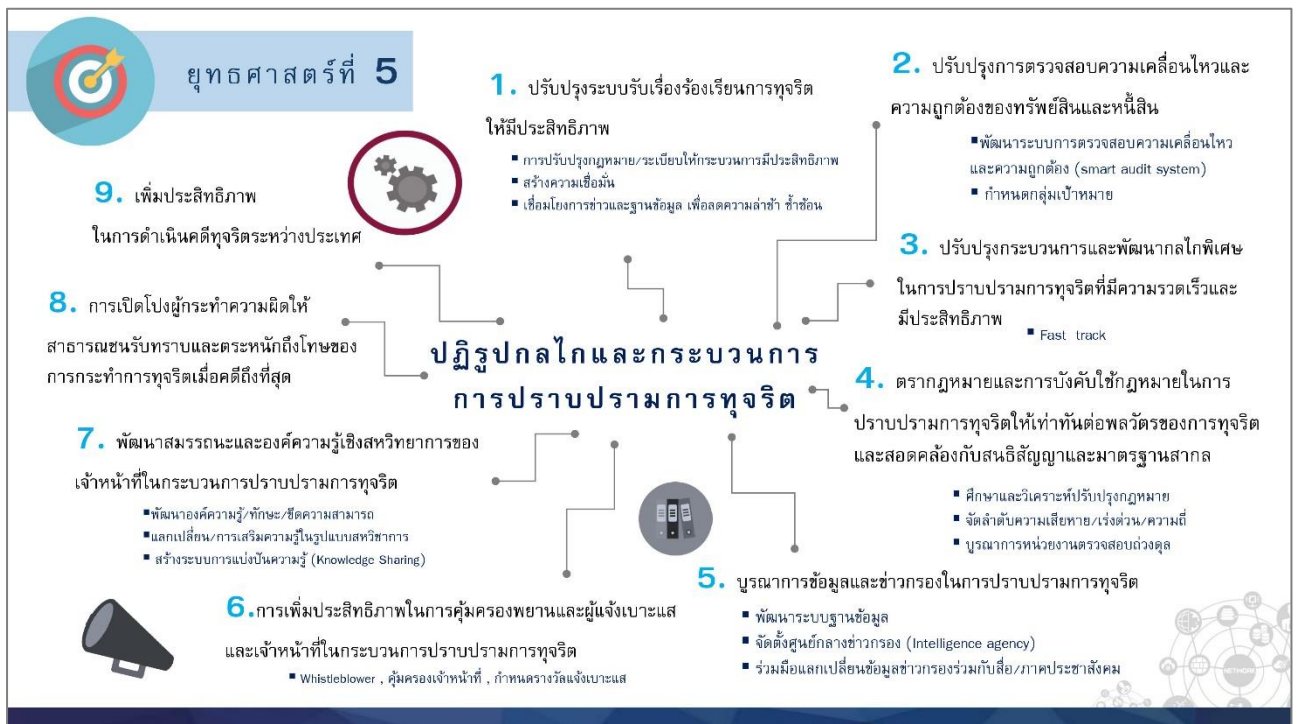 ยุทธศาสตร์ที่ 5
1. ปรับปรุงระบบรับเรื่องร้องเรียนการทุจริต
ให้มีประสิทธิภาพ
▪ การปรับปรุงกฎหมาย/ระเบียบให้กระบวนการมีประสิทธิภาพ
▪ สร้างความเชื่อมั่น
▪ เชื่อมโยงการข่าวและฐานข้อมูล เพื่อลดความล่าช้า ซ้ำซ้อน
2. ปรับปรุงการตรวจสอบความเคลื่อนไหวและ
ความถูกต้องของทรัพย์สินและหนี้สิน
▪พัฒนาระบบการตรวจสอบความเคลื่อนไหว
และความถูกต้อง (smart audit system)
▪ กำหนดกลุ่มเป้าหมาย
3. ปรับปรุงกระบวนการและพัฒนากลไกพิเศษ
ในการปราบปรามการทุจริตที่มีความรวดเร็วและ
มีประสิทธิภาพ
▪ Fast track
ปฏิรูปกลไกและกระบวนการ
การปราบปรามการทุจริต
4. ตรากฎหมายและการบังคับใช้กฎหมายในการ
ปราบปรามการทุจริตให้เท่าทันต่อพลวัตรของการทุจริต
และสอดคล้องกับสนธิสัญญาและมาตรฐานสากล
▪ ศึกษาและวิเคราะห์ปรับปรุงกฎหมาย
▪ จัดลำดับความเสียหาย/เร่งด่วน/ความถี่
▪ บูรณาการหน่วยงานตรวจสอบถ่วงดุล
5. บูรณาการข้อมูลและข่าวกรองในการปราบปรามการทุจริต
▪ พัฒนาระบบฐานข้อมูล
▪ จัดตั้งศูนย์กลางข่าวกรอง (Intelligence agency)
▪ ร่วมมือแลกเปลี่ยนข้อมูลข่าวกรองร่วมกับสื่อ/ภาคประชาสังคม
6.การเพิ่มประสิทธิภาพในการคุ้มครองพยานและผู้แจ้งเบาะแส
และเจ้าหน้าที่ในกระบวนการปราบปรามการทุจริต
▪ Whistleblower , คุ้มครองเจ้าหน้าที่ , กำหนดรางวัลแจ้งเบาะแส
7. พัฒนาสมรรถนะและองค์ความรู้เชิงสหวิทยาการของ
เจ้าหน้าที่ในกระบวนการปราบปรามการทุจริต
▪พัฒนาองค์ความรู้/ทักษะ/ขีดความสามารถ
▪แลกเปลี่ยน/การเสริมความรู้ในรูปแบบสหวิชาการ
▪ สร้างระบบการแบ่งปันความรู้ (Knowledge Sharing)
8. การเปิดโปงผู้กระทำความผิดให้
สาธารณชนรับทราบและตระหนักถึงโทษของ
การกระทำการทุจริตเมื่อคดีถึงที่สุด
9. เพิ่มประสิทธิภาพ
ในการดำเนินคดีทุจริตระหว่างประเทศ
NETWORK